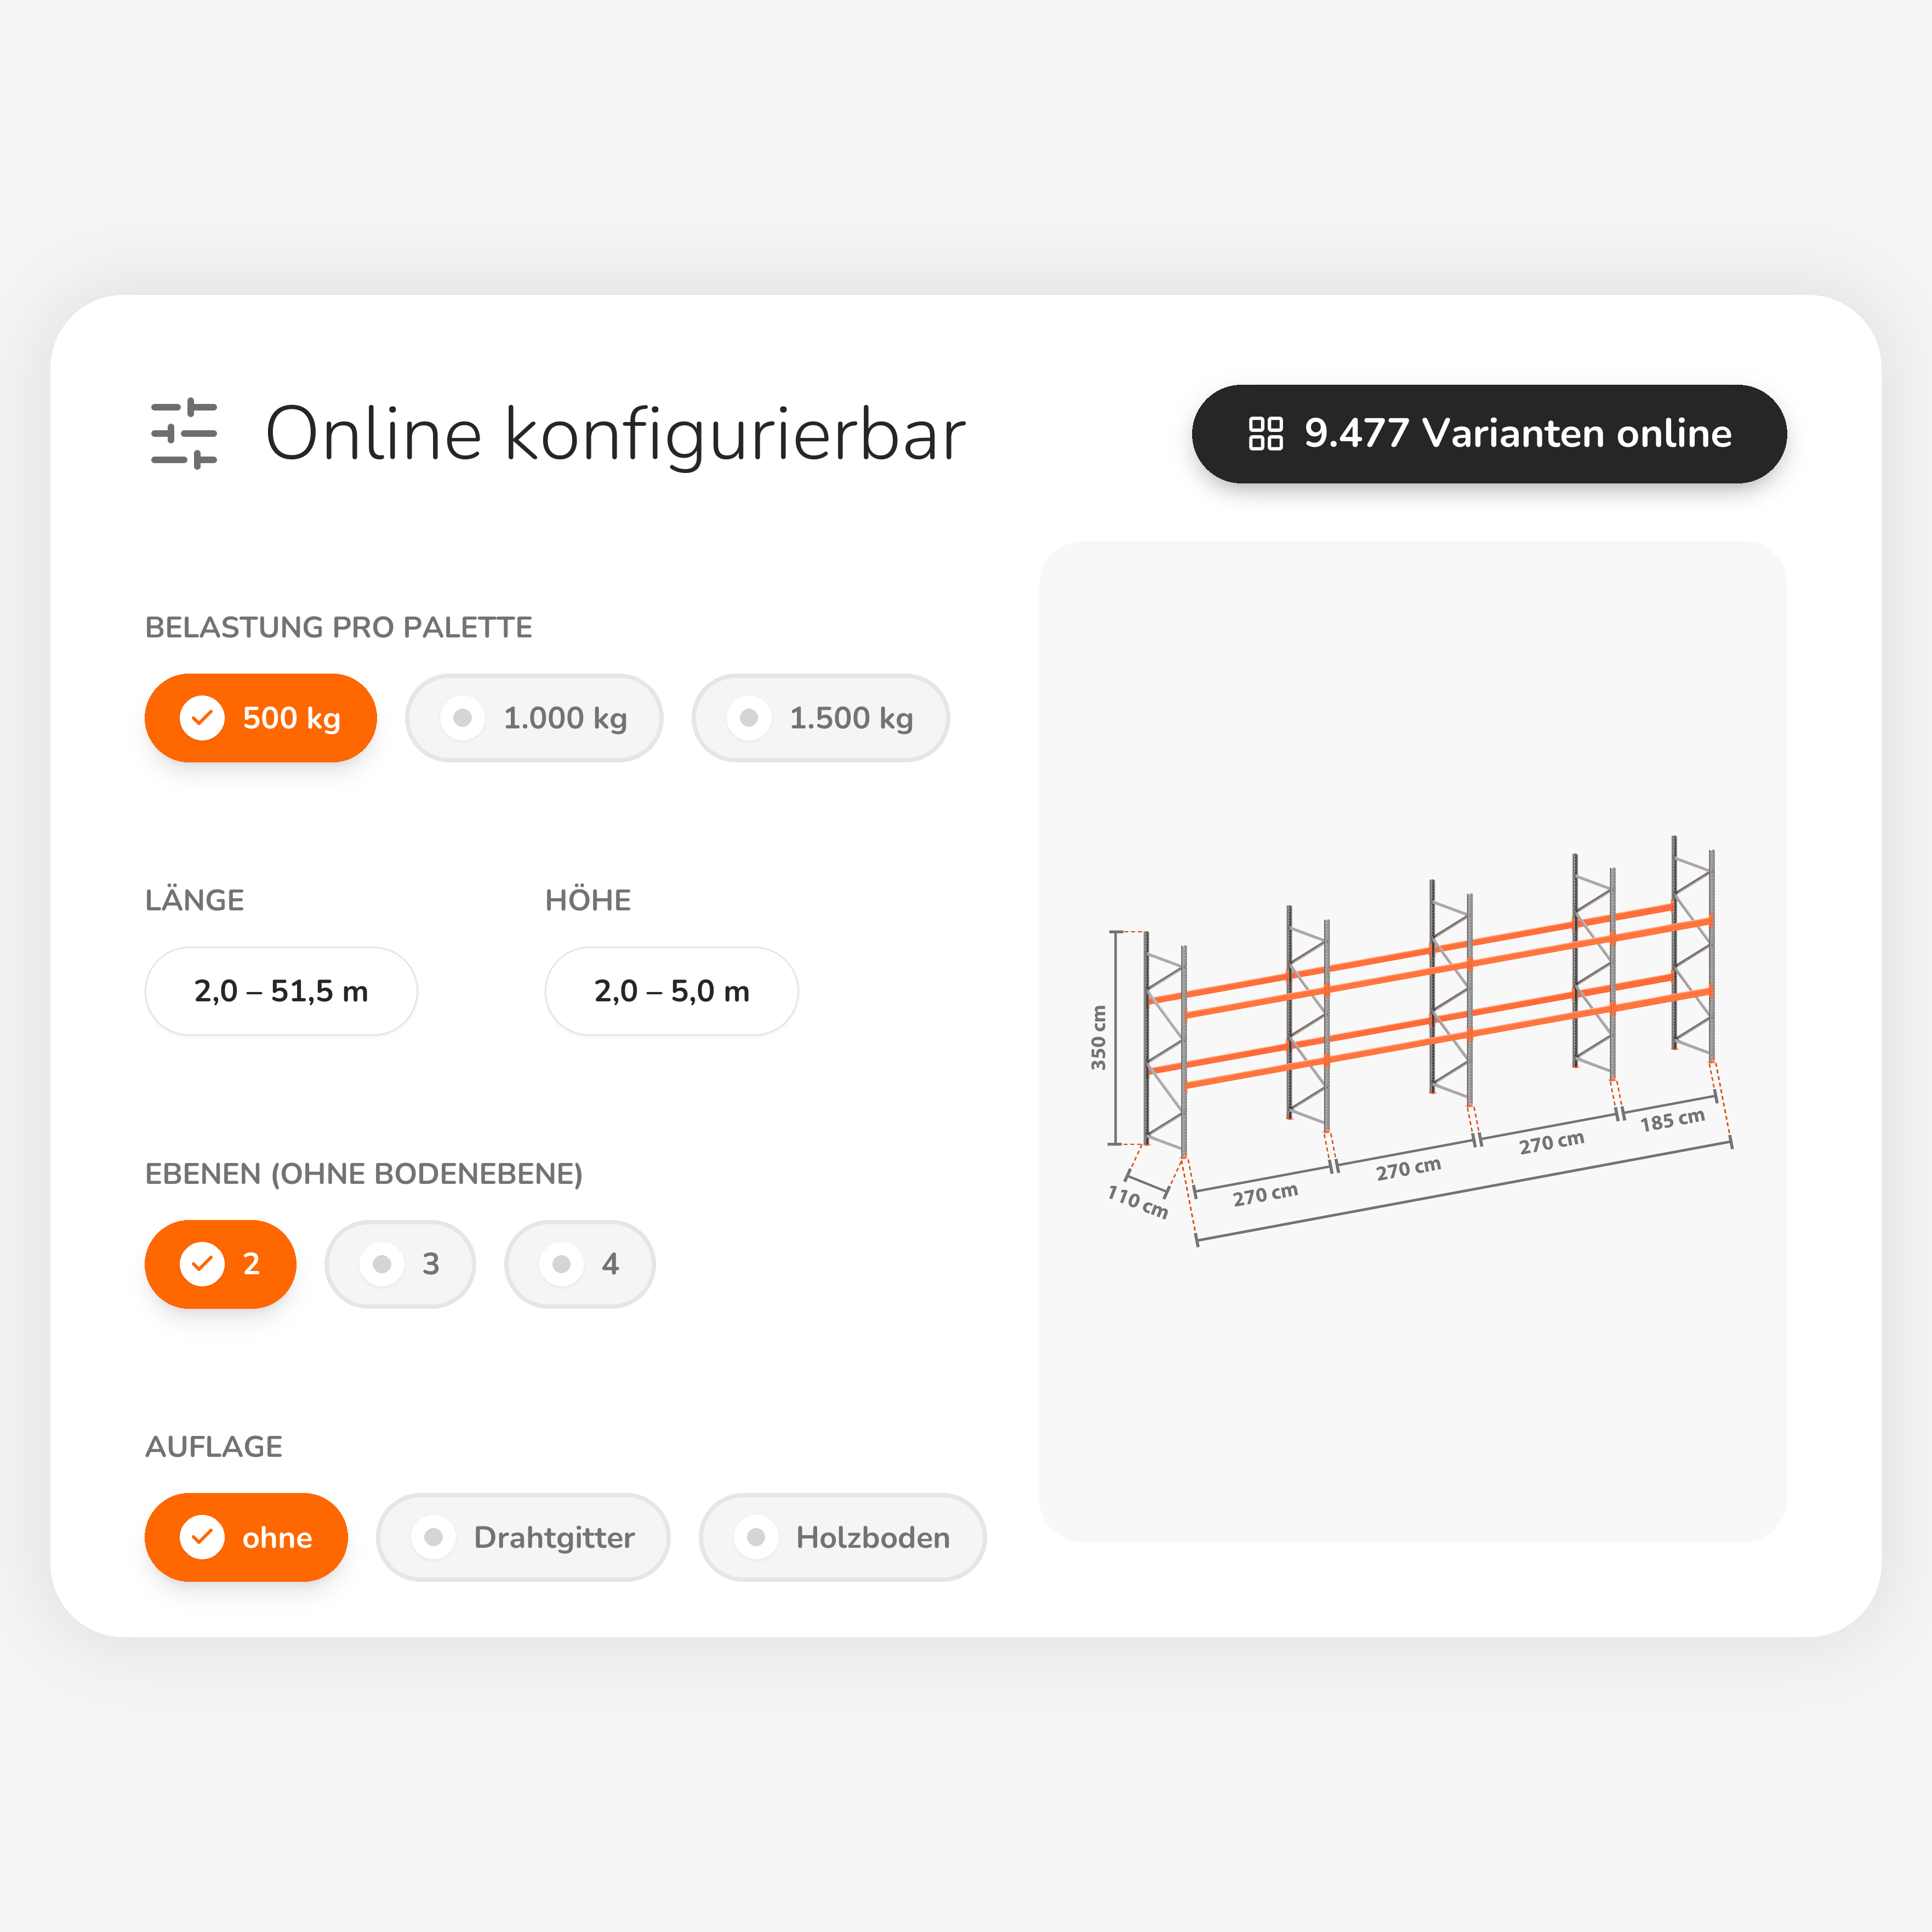 Online konfigurierbar
9.477 Varianten online
BELASTUNG PRO PALETTE
500 kg
1.000 kg
1.500 kg
LÄNGE
HÖHE
2,0 – 51,5 m
2,0 – 5,0 m
EBENEN (OHNE BODENEBENE)
2
3
4
AUFLAGE
ohne
Drahtgitter
Holzboden
350 cm
110 cm
270 cm
270 cm
270 cm
185 cm